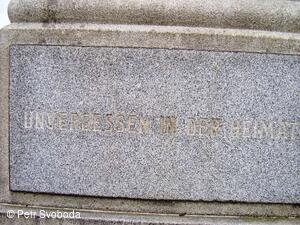 UNVERGESSEN IN DER HEIMAT
© Petr Svoboda